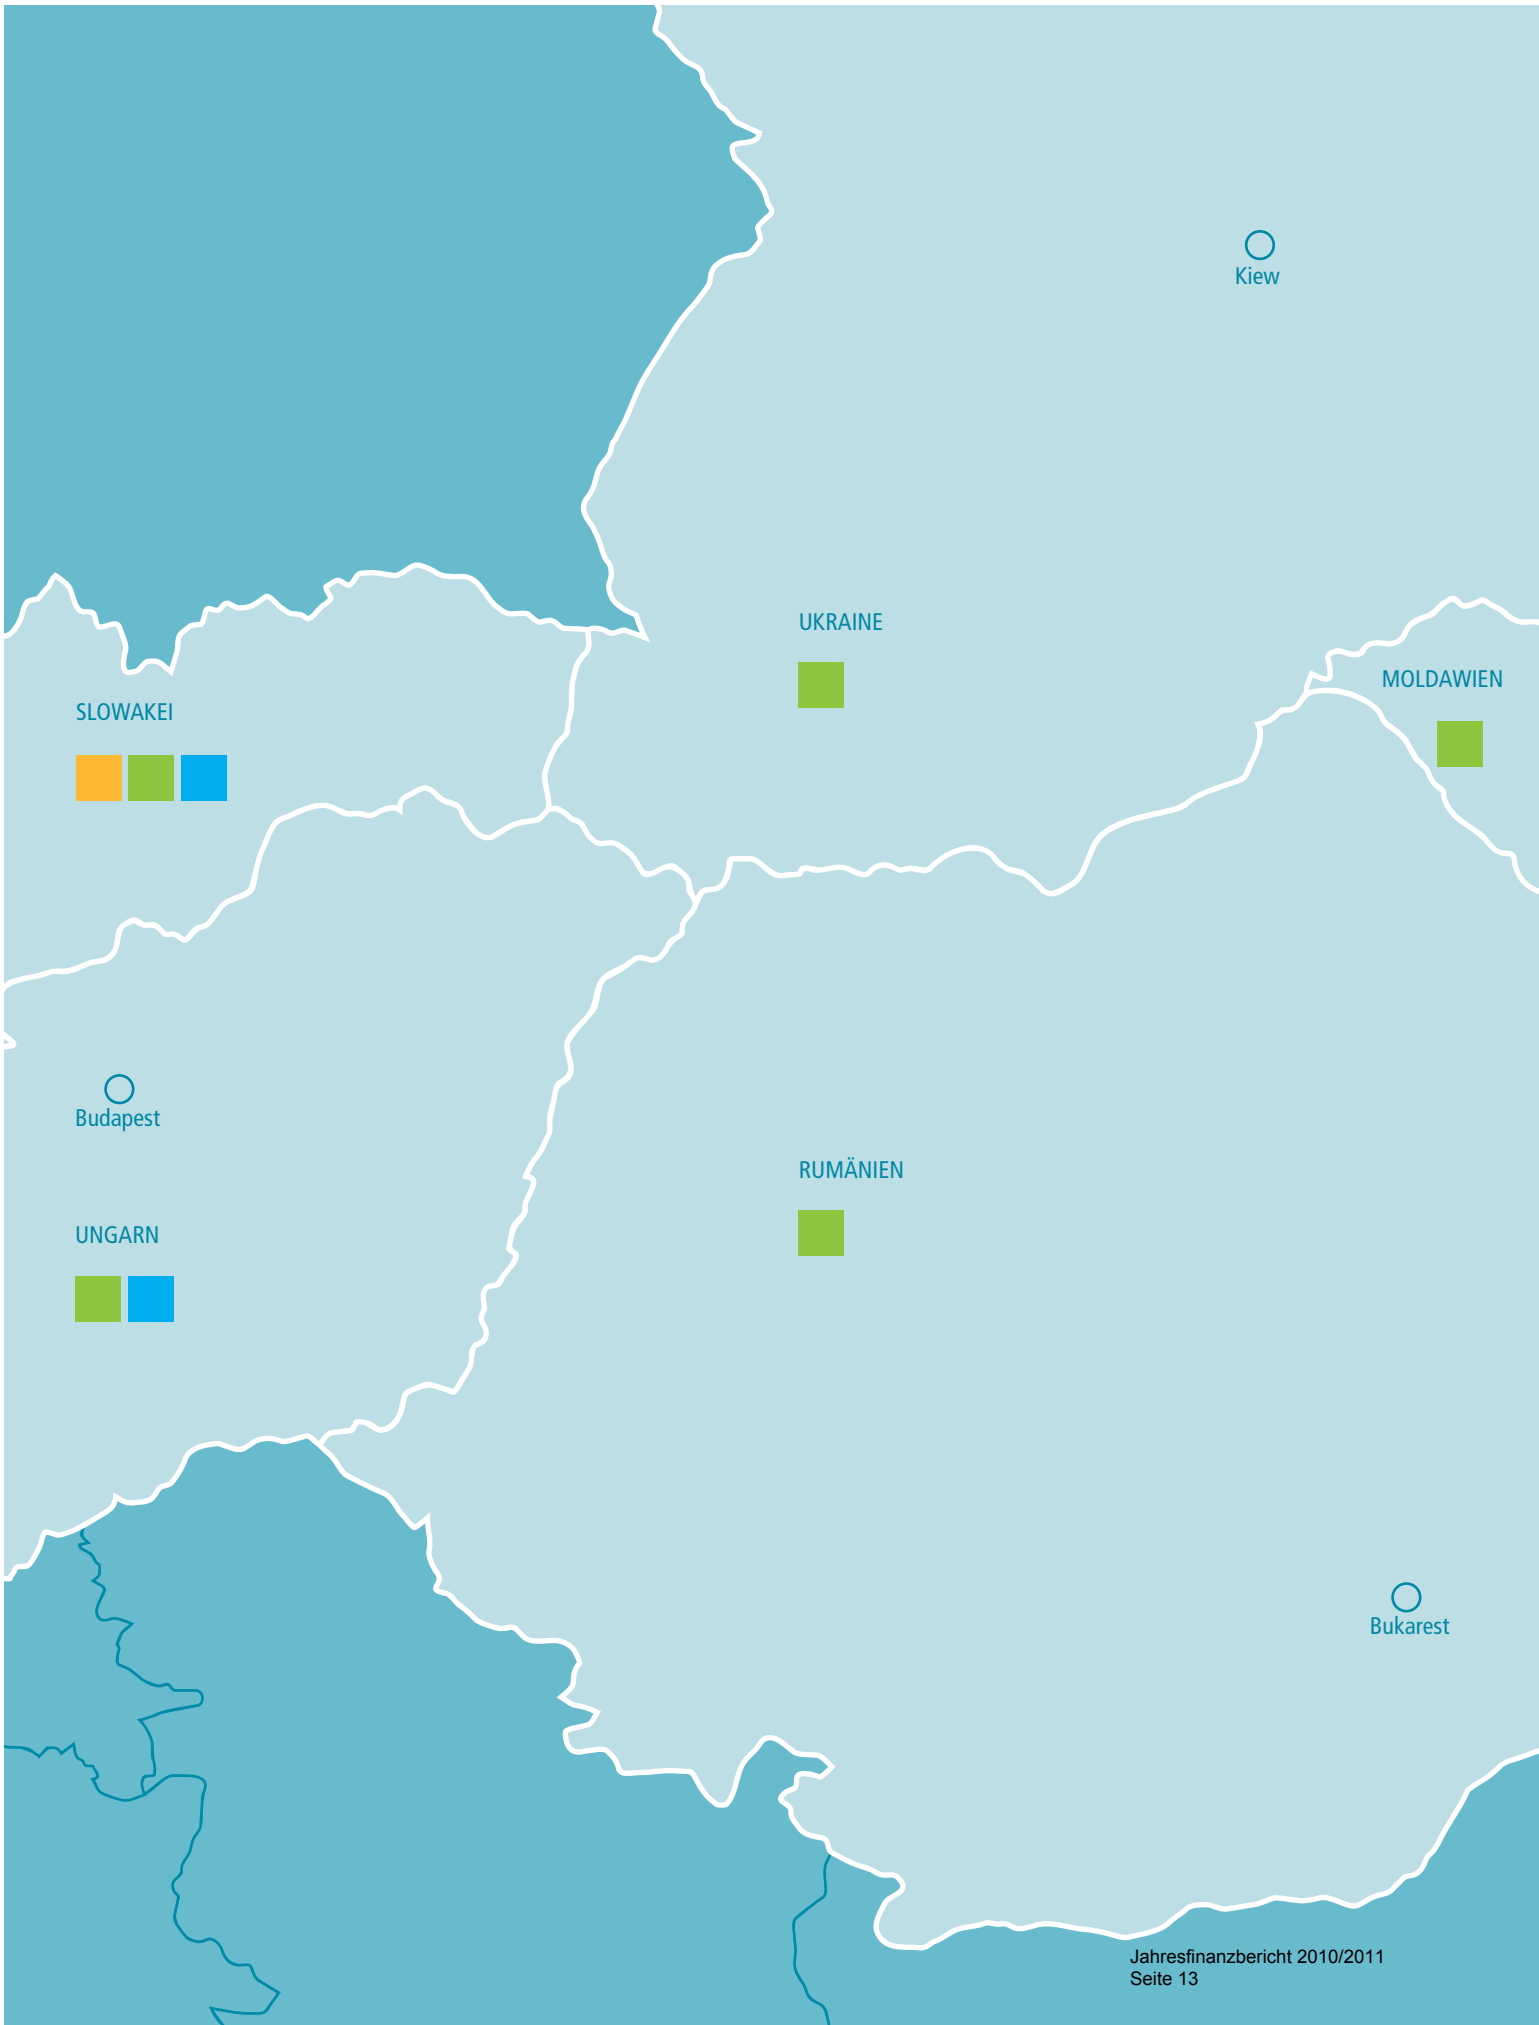 Kiew
UKRAINE
MOLDAWIEN
SLOWAKEI
Budapest
RUMÄNIEN
UNGARN
Bukarest
Jahresfinanzbericht 2010/2011
Seite 13